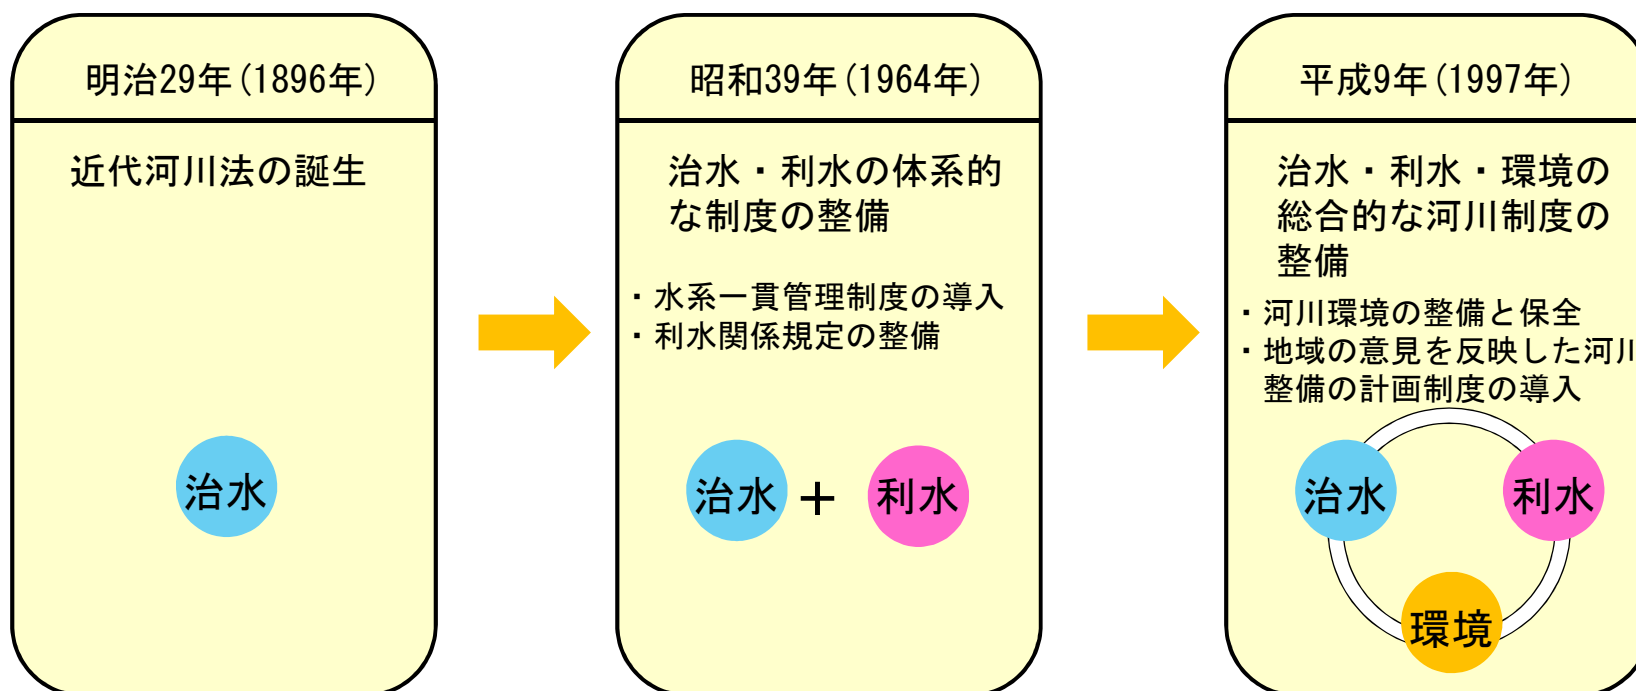 明治29年(1896年)
近代河川法の誕生
治水
昭和39年(1964年)
治水・利水の体系的
な制度の整備
・水系一貫管理制度の導入
・利水関係規定の整備
治水 + 利水
平成9年(1997年)
治水・利水・環境の
総合的な河川制度の
整備
・河川環境の整備と保全
・地域の意見を反映した河川
整備の計画制度の導入
治水 利水
環境